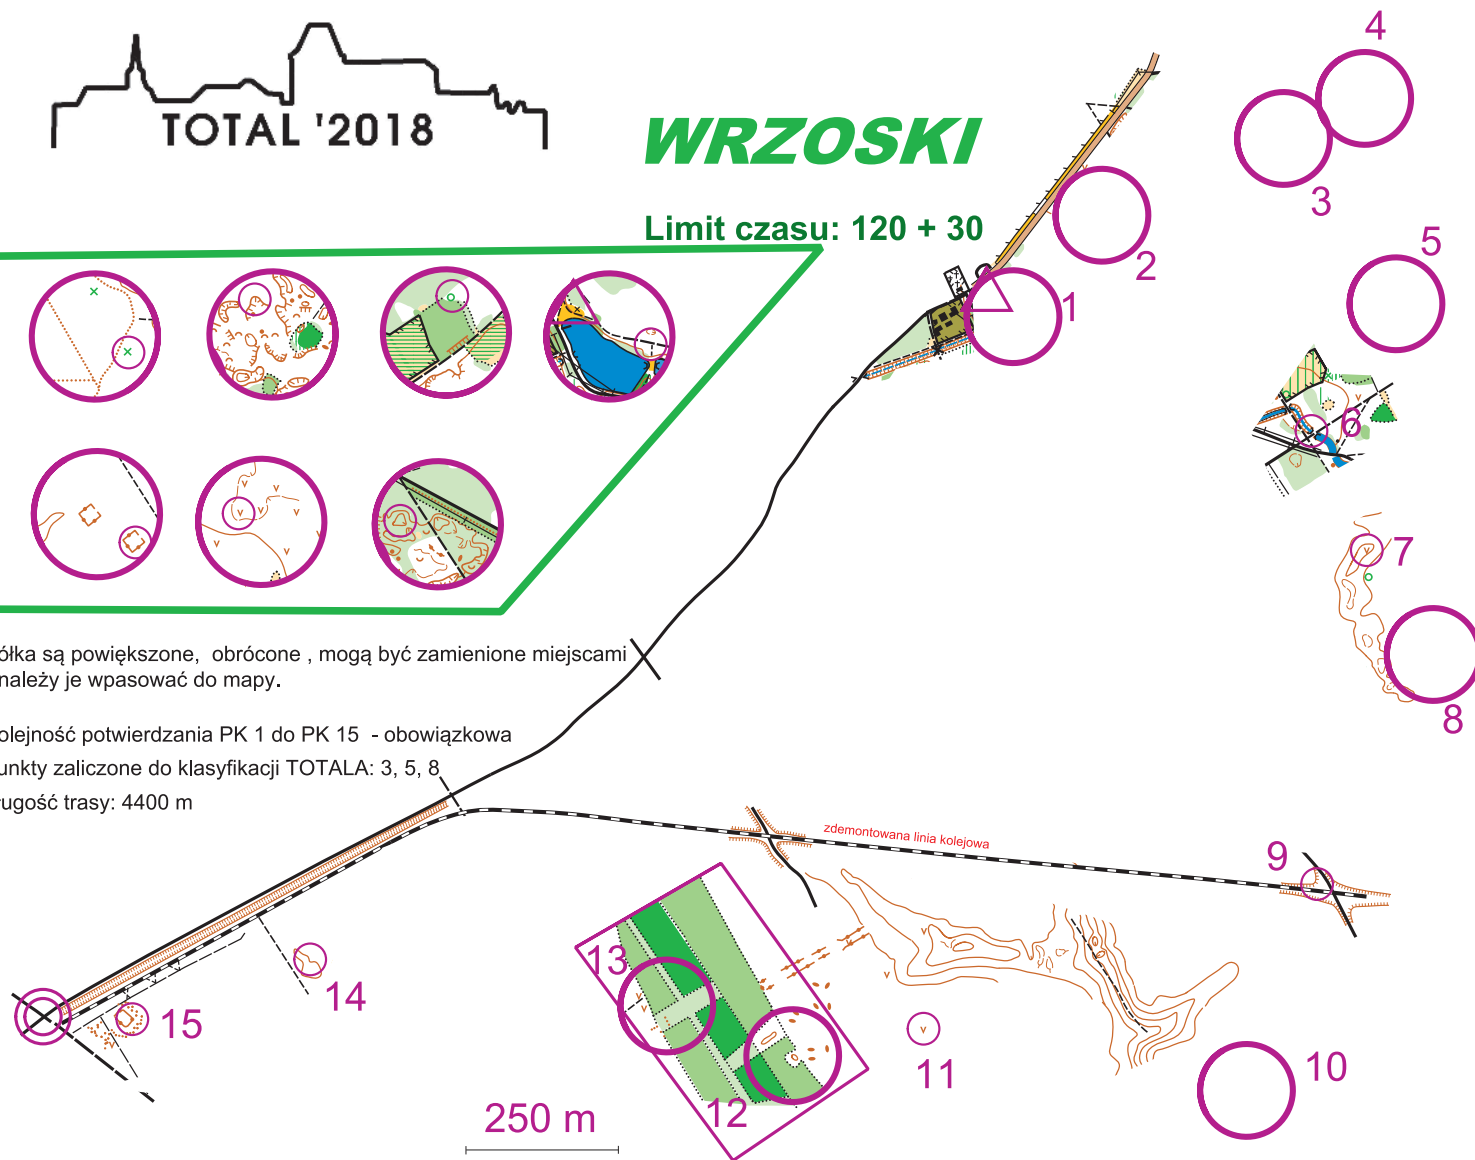 TOTAL '2018
WRZOSKI
Limit czasu: 120 + 30
4
3
2
5
1
6
7
8
ółka są powiększone, obrócone , mogą być zamienione miejscami
należy je wpasować do mapy.
olejność potwierdzania PK 1 do PK 15 - obowiązkowa
unkty zaliczone do klasyfikacji TOTALA: 3, 5, 8
ługość trasy: 4400 m
zdemontowana linia kolejowa
9
13
14
15
11
10
12
250 m